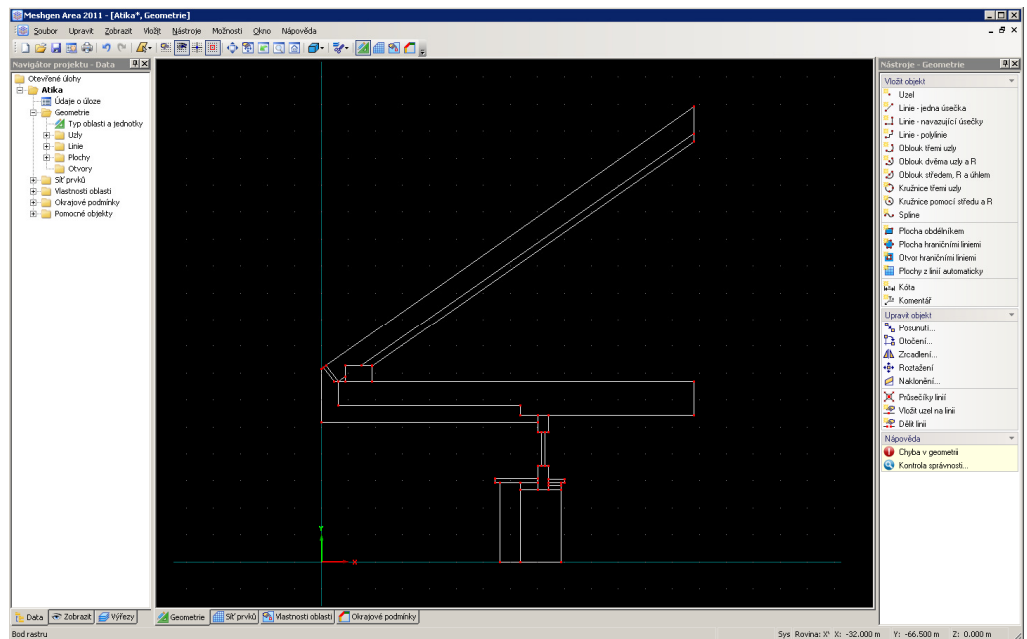 Meshgen Area 2011 - [Atika*, Geometrie]
Soubor Upravit Zobrazit Vložit Nástroje Možnosti Okno Nápověda
Navigátor projektu - Data
Otevřené úlohy
Atika
Údaje o úloze
Geometrie
Typ oblasti a jednotky
Uzly
Linie
Plochy
Otvory
Síť prvků
Vlastnosti oblasti
Okrajové podmínky
Pomocné objekty
Y
X
Nástroje - Geometrie
Vložit objekt
Uzel
Linie - jedna úsečka
Linie - navazující úsečky
Linie - polylinie
Oblouk třemi uzly
Oblouk dvěma uzly a R
Oblouk středem, R a úhlem
Kružnice třemi uzly
Kružnice pomocí středu a R
Spline
Plocha obdélníkem
Plocha hraničními liniemi
Otvor hraničními liniemi
Plochy z linií automaticky
Kóta
Komentář
Upravit objekt
Posunutí...
Otočení...
Zrcadlení...
Roztažení
Naklonění...
Průsečíky linií
Vložit uzel na linii
Dělit linii
Nápověda
Chyba v geometrii
Kontrola správnosti...
Data Zobrazit Výřezy
Geometrie Síť prvků Vlastnosti oblasti Okrajové podmínky
Bod rastru
Sys Rovina: X* X: -32.000 m Y: -66.500 m Z: 0.000 m